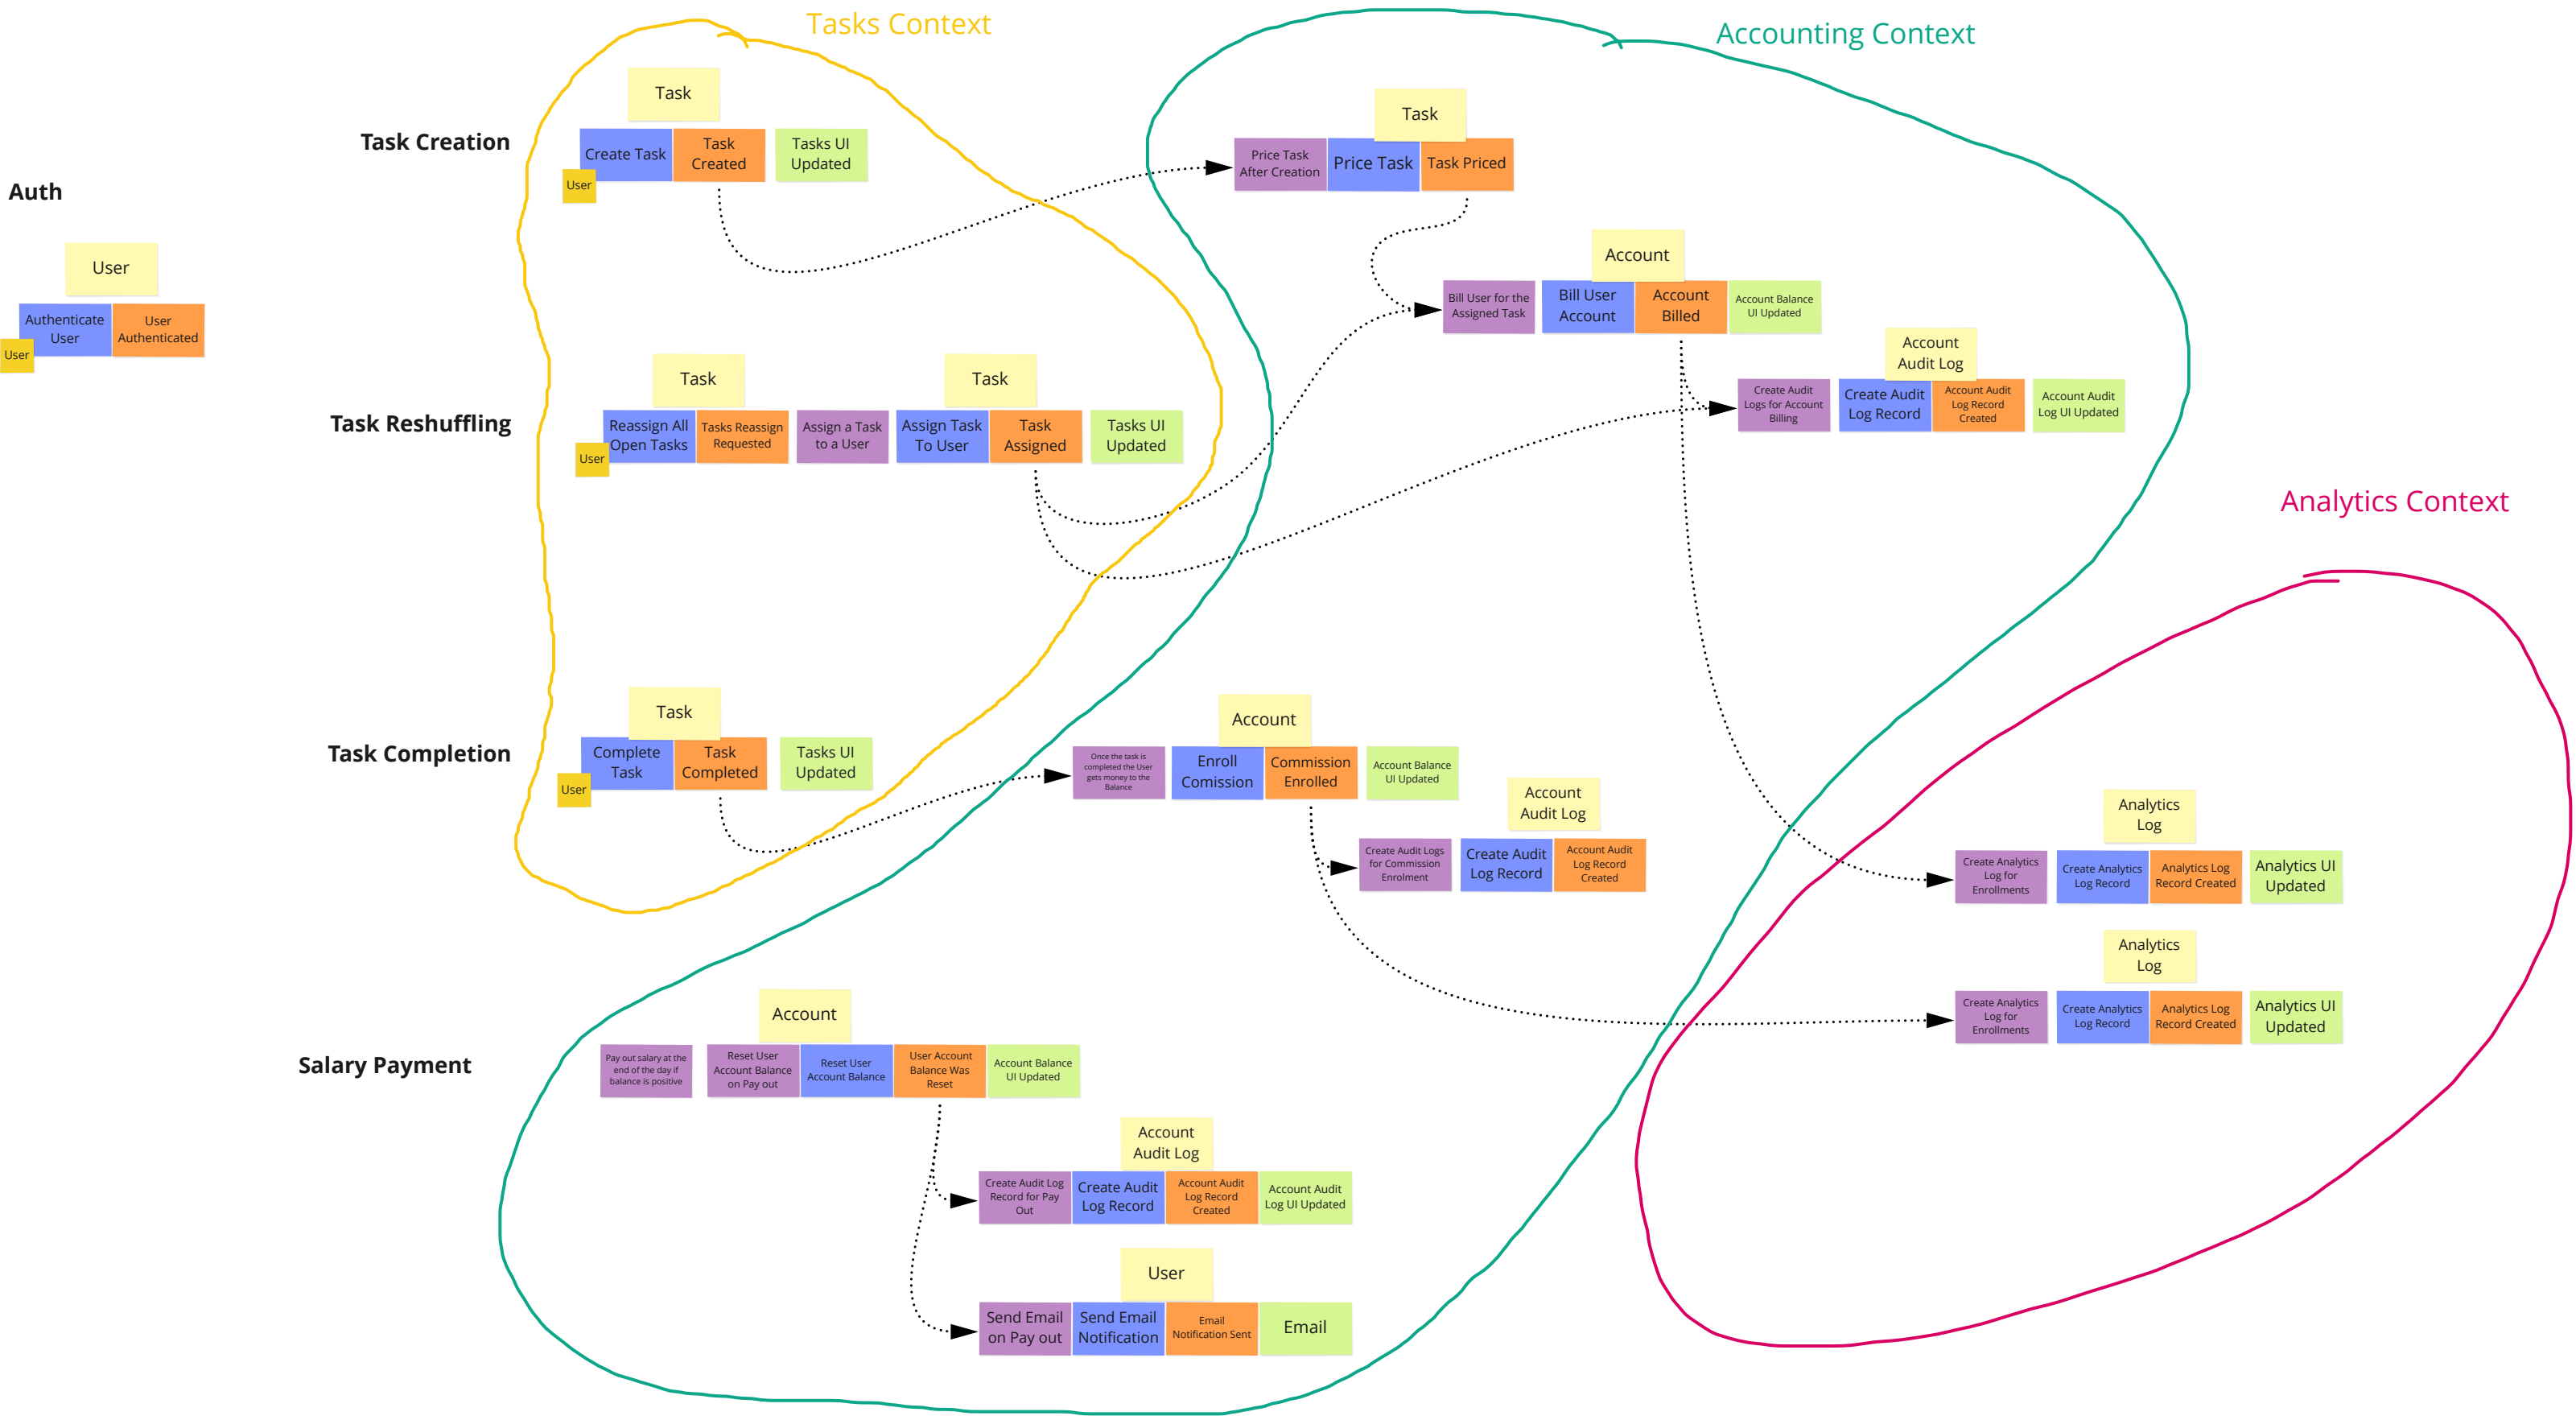 Tasks Context
Accounting Context
Task Creation
Task
Create Task
User
Task
Created
Tasks UI
Updated
Task
Price Task
After Creation
Price Task
Task Priced
Auth
User
Authenticate
User
User
User
Authenticated
Account
Bill User for the
Assigned Task
Bill User
Account
Account
Billed
Account Balance
UI Updated
Account
Audit Log
Create Audit
Logs for Account
Billing
Create Audit
Log Record
Account Audit
Log Record
Created
Account Audit
Log UI Updated
Task Reshuffling
Task
Reassign All
Open Tasks
User
Tasks Reassign
Requested
Assign a Task
to a User
Task
Assign Task
To User
Task
Assigned
Tasks UI
Updated
Analytics Context
Task Completion
Task
Complete
Task
User
Task
Completed
Tasks UI
Updated
Account
Once the task is
completed the User
gets money to the
Balance
Enroll
Comission
Commission
Enrolled
Account Balance
UI Updated
Account
Audit Log
Create Audit Logs
for Commission
Enrolment
Create Audit
Log Record
Account Audit
Log Record
Created
Analytics
Log
Create Analytics
Log for
Enrollments
Create Analytics
Log Record
Analytics Log
Record Created
Analytics UI
Updated
Analytics
Log
Create Analytics
Log for
Enrollments
Create Analytics
Log Record
Analytics Log
Record Created
Analytics UI
Updated
Salary Payment
Account
Pay out salary at the
end of the day if
balance is positive
Reset User
Account Balance
on Pay out
Reset User
Account Balance
User Account
Balance Was
Reset
Account Balance
UI Updated
Account
Audit Log
Create Audit Log
Record for Pay
Out
Create Audit
Log Record
Account Audit
Log Record
Created
Account Audit
Log UI Updated
User
Send Email
on Pay out
Send Email
Notification
Email
Notification Sent
Email